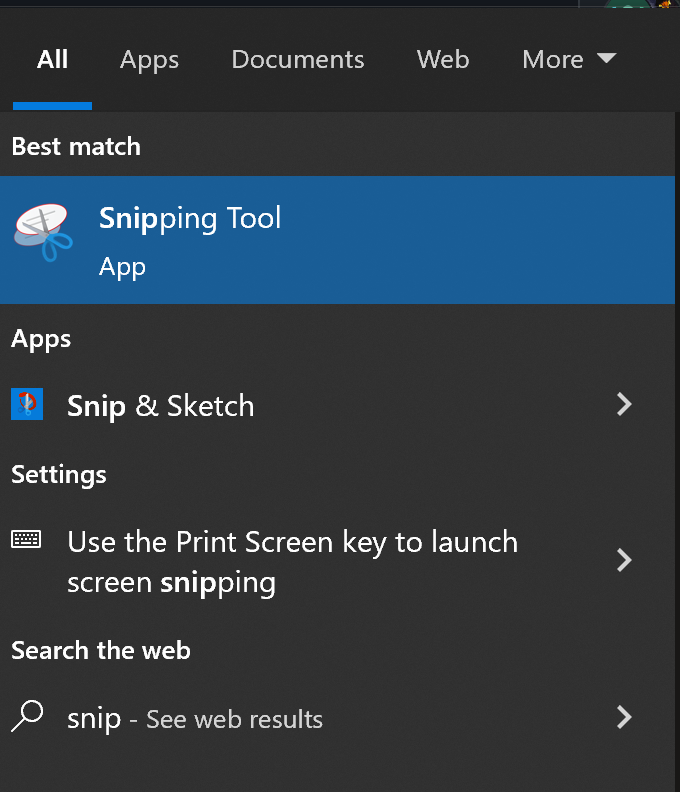 All Apps Documents Web More
Best match
Snipping Tool
App
Apps
Snip & Sketch
Settings
Use the Print Screen key to launch
screen snipping
Search the web
snip - See web results